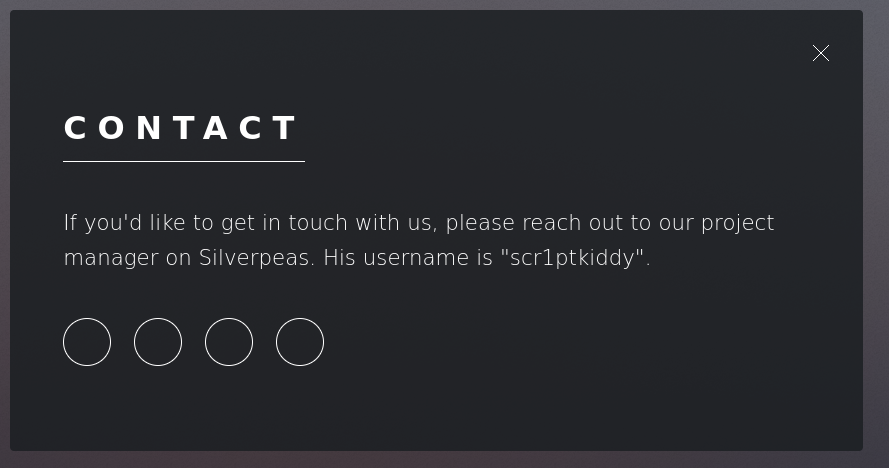 CONTACT
If you'd like to get in touch with us, please reach out to our project
manager on Silverpeas. His username is "scr1ptkiddy".